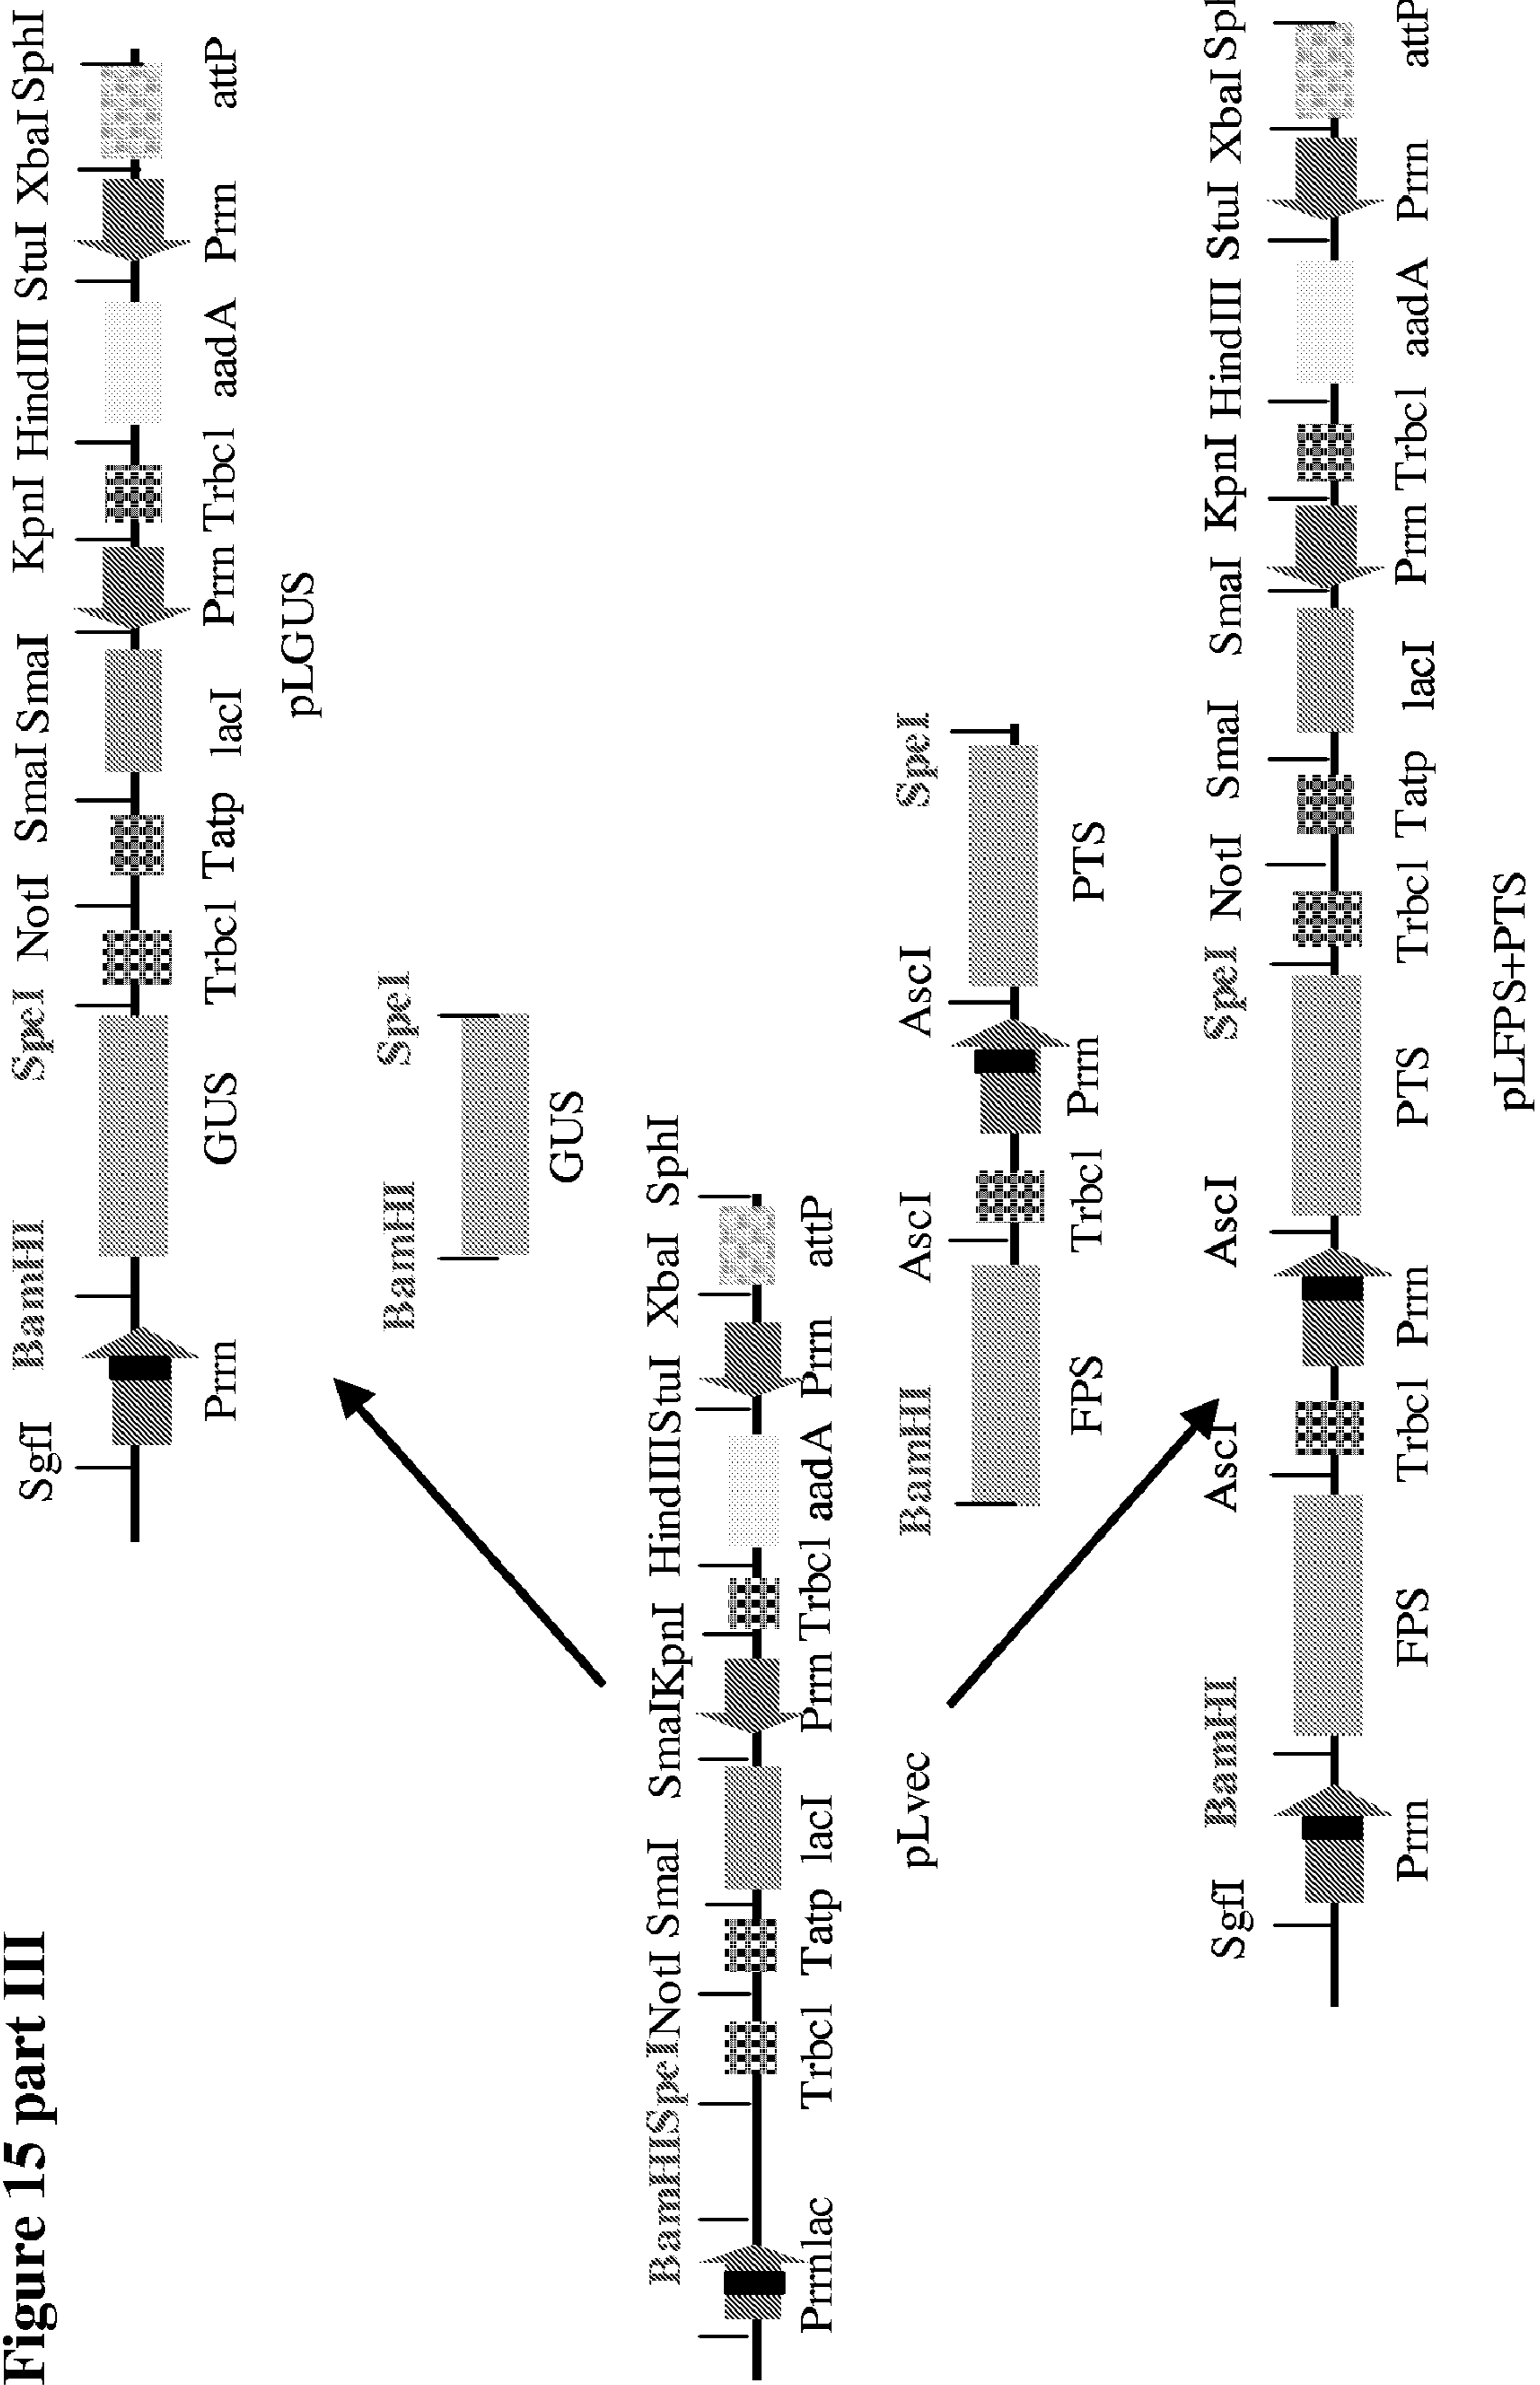 Figure 15 part III
SgfI BamHI SpeI NotI SmaI SmaI KpnI HindIII StuI XbaI SphI
Prrn GUS Trbcl Tatp lacI Prrn Trbcl aadA Prrn attP
pLGUS
BamHI SpeI
GUS
BamHI SpeI NotI SmaI SmaI KpnI HindIII StuI XbaI SphI
Prrnlac Trbcl Tatp lacI Prrn Trbcl aadA Prrn attP
pLvec
BamHI AscI AscI SpeI
FPS Trbcl Prrn PTS
SgfI BamHI AscI AscI SpeI NotI SmaI SmaI KpnI HindIII StuI XbaI SphI
Prrn FPS Trbcl Prrn PTS Trbcl Tatp lacI Prrn Trbcl aadA Prrn attP
pLFPS+PTS